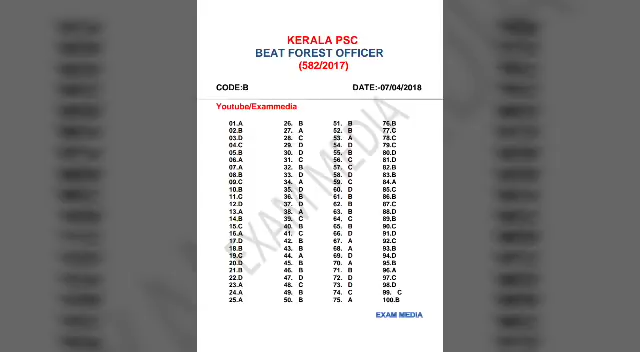 KERALA PSC
BEAT FOREST OFFICER
(582/2017)
CODE:B DATE:-07/04/2018
Youtube/Exammedia
01.A 26. B 51. B 76.B
02.B 27. A 52. B 77.C
03.D 28. C 53. A 78.C
04.C 29. D 54. D 79.C
05.B 30. D 55. B 80.D
06.A 31. C 56. C 81.D
07.A 32. B 57. C 82.B
08.B 33. D 58. D 83.B
09.C 34. A 59. C 84.A
10.B 35. D 60. D 85.C
11.C 36. B 61. B 86.B
12.D 37. D 62. B 87.C
13.A 38. A 63. B 88.D
14.B 39. C 64. C 89.B
15.C 40. B 65. B 90.C
16.A 41. C 66. D 91.D
17.D 42. B 67. A 92.C
18.B 43. B 68. A 93.B
19.C 44. A 69. D 94.D
20.D 45. B 70. A 95.B
21.B 46. B 71. B 96.A
22.D 47. D 72. D 97.C
23.A 48. C 73. D 98.D
24.A 49. B 74. C 99. C
25.A 50. B 75. A 100.B
EXAM MEDIA
EXAM MEDIA